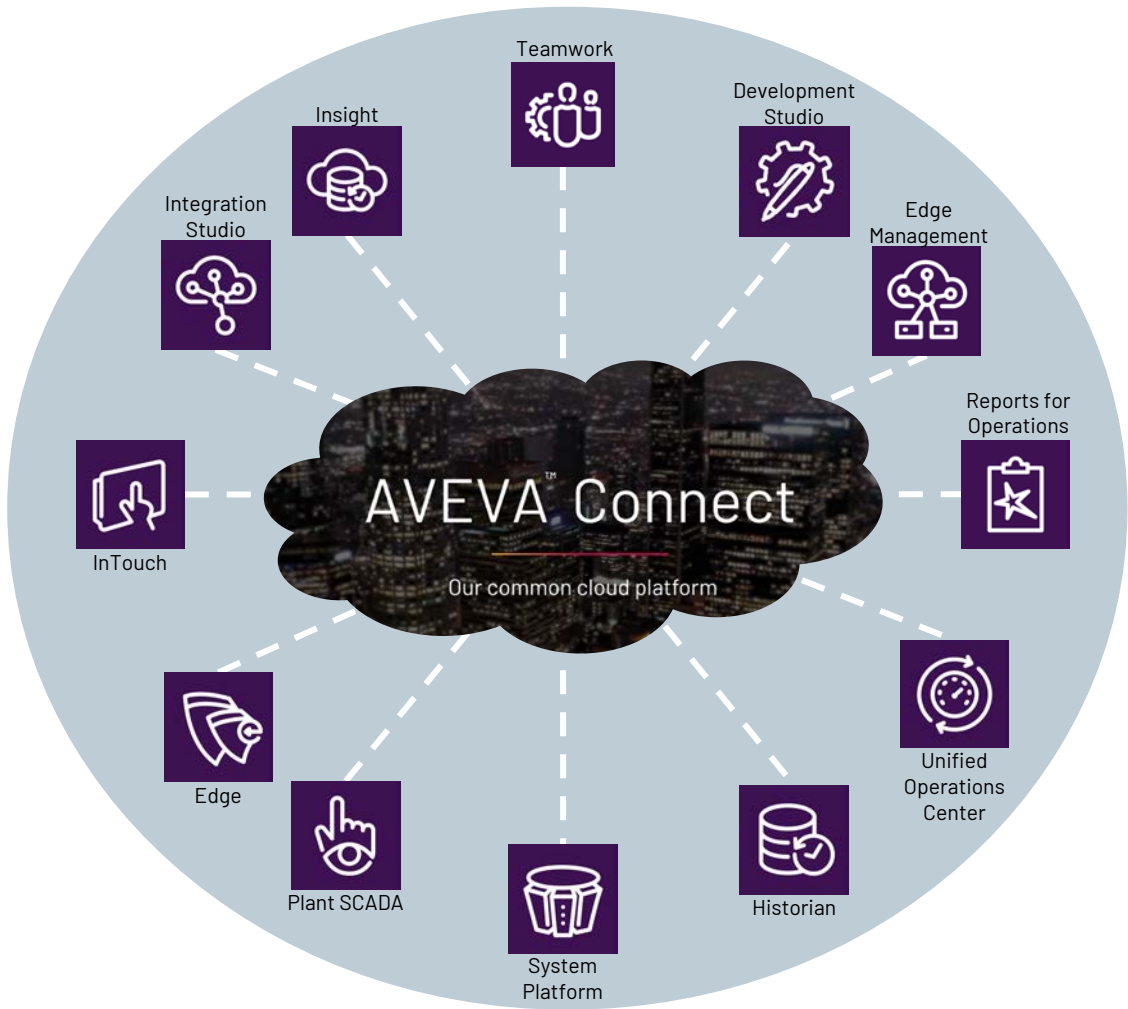 Teamwork
Development
Studio
Insight
Integration
Studio
Edge
Management
Reports for
Operations
AVEVA™ Connect
Our common cloud platform
InTouch
Unified
Operations
Center
Edge
Plant SCADA
Historian
System
Platform